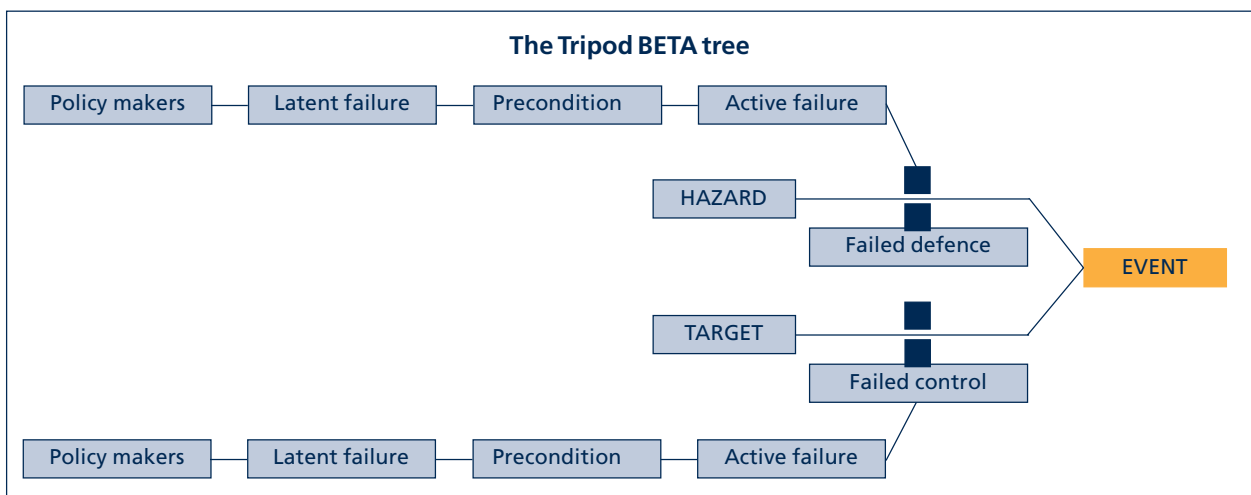 The Tripod BETA tree
Policy makers Latent failure Precondition Active failure
HAZARD
Failed defence
EVENT
TARGET
Failed control
Policy makers Latent failure Precondition Active failure